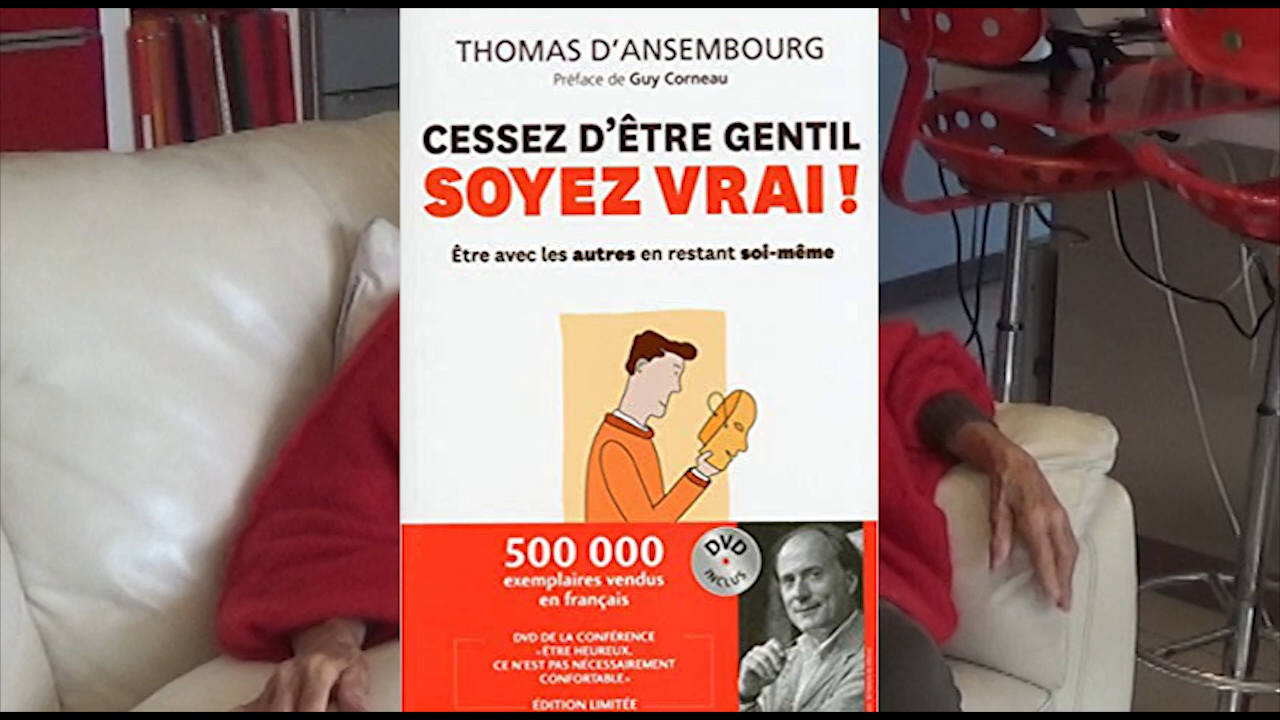 THOMAS D'ANSEMBOURG
Préface de Guy Corneau
CESSEZ D'ÊTRE GENTIL
SOYEZ VRAI !
Être avec les autres en restant soi-même
500 000
exemplaires vendus
en français
DVD
INCLUS
DVD DE LA CONFÉRENCE
«ÊTRE HEUREUX,
CE N'EST PAS NÉCESSAIREMENT
CONFORTABLE»
ÉDITION LIMITÉE